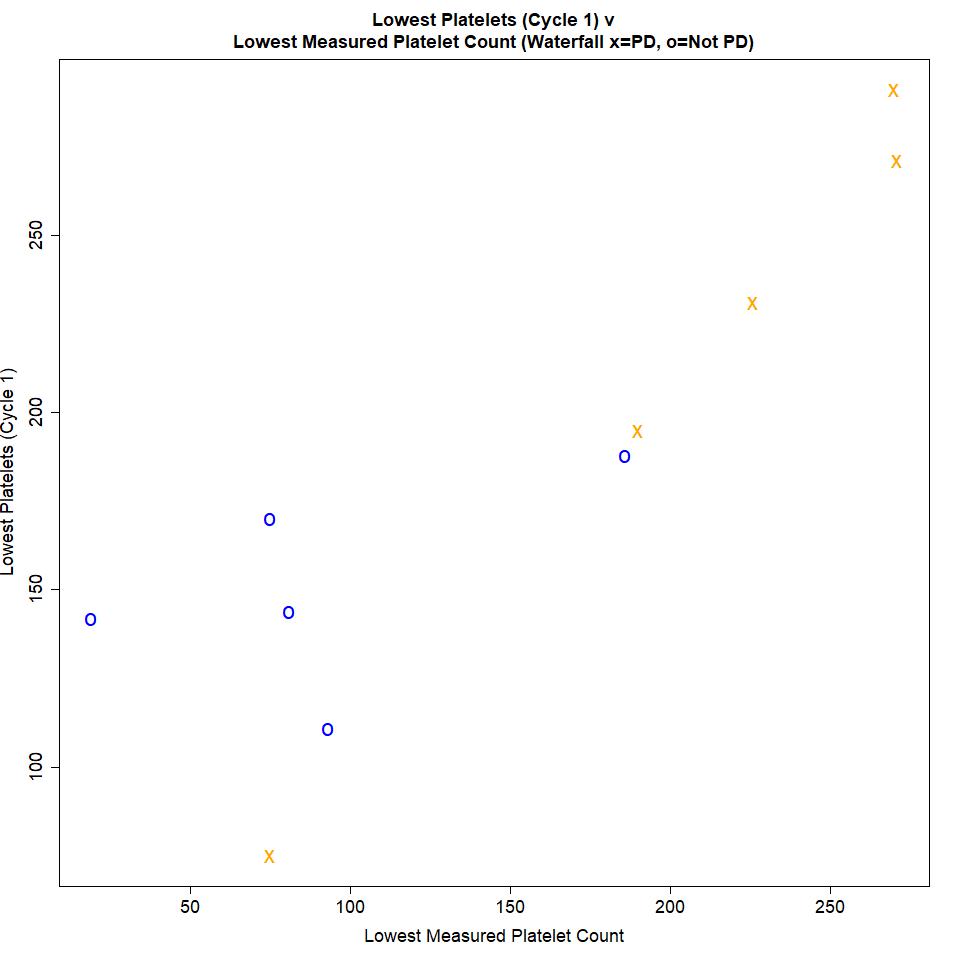 Lowest Platelets (Cycle 1) v
Lowest Measured Platelet Count (Waterfall x=PD, o=Not PD)
Lowest Platelets (Cycle 1)
250
200
150
100
X
X
X
X
O
O
O
O
O
X
50
100
150
200
250
Lowest Measured Platelet Count